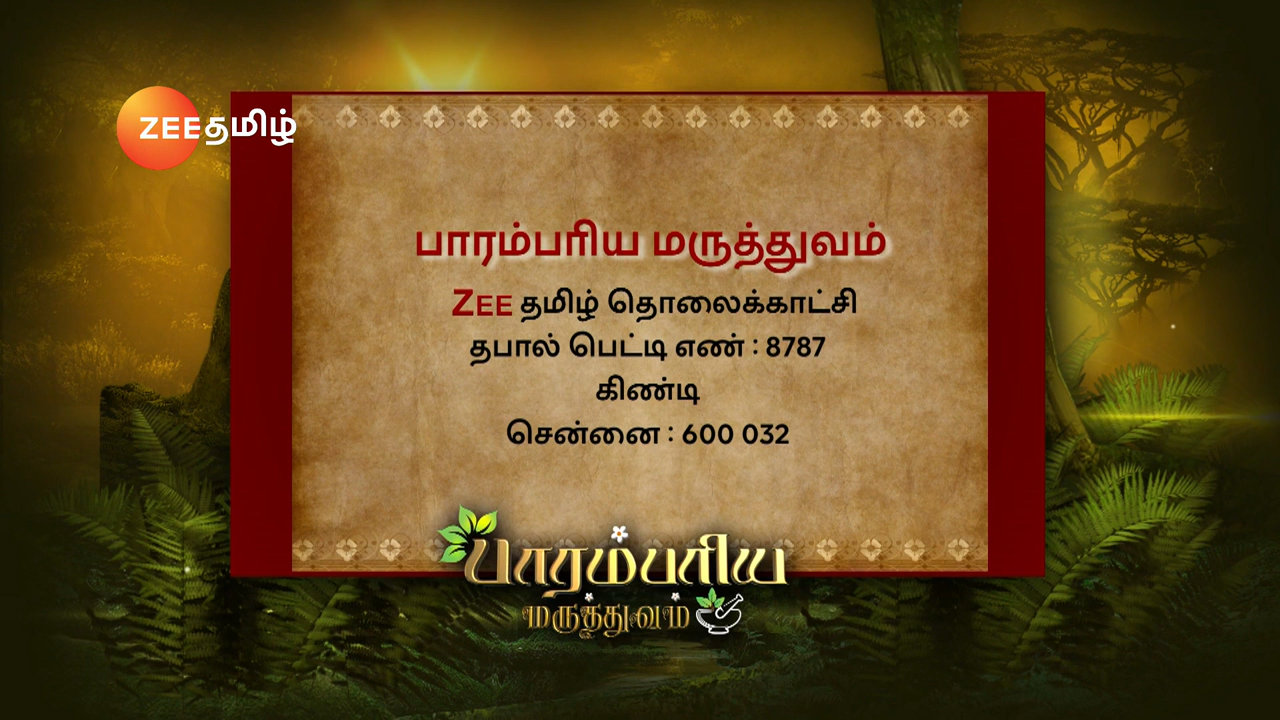 ZEEதமிழ்
பாரம்பரிய மருத்துவம்
ZEE தமிழ் தொலைக்காட்சி
தபால் பெட்டி எண் : 8787
கிண்டி
சென்னை : 600 032
பாரம்பரிய
மருத்துவம்